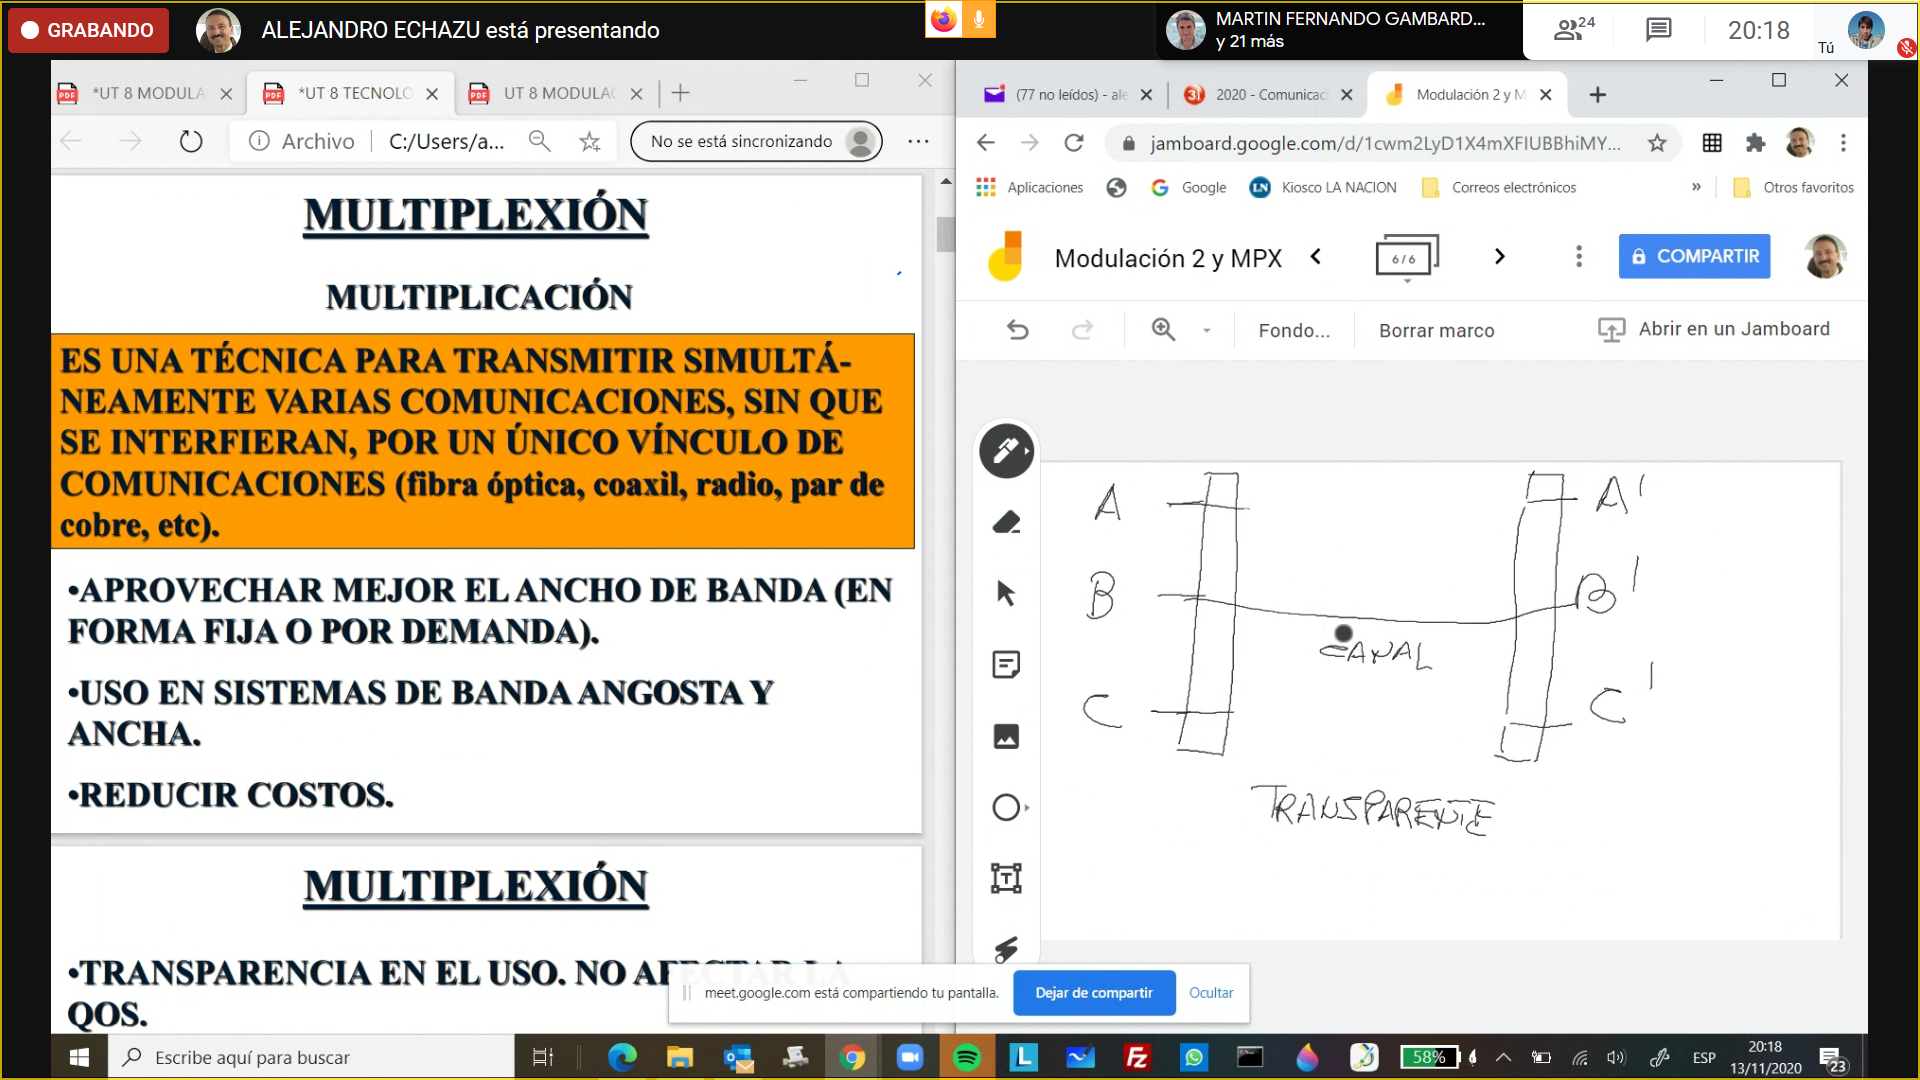 GRABANDO
ALEJANDRO ECHAZU está presentando
MARTIN FERNANDO GAMBARD...
y 21 más
24
20:18
Tú
*UT 8 MODULA
*UT 8 TECNOLO
UT 8 MODULAC
Archivo
C:/Users/a...
No se está sincronizando
MULTIPLEXIÓN
MULTIPLICACIÓN
ES UNA TÉCNICA PARA TRANSMITIR SIMULTÁ-
NEAMENTE VARIAS COMUNICACIONES, SIN QUE
SE INTERFIERAN, POR UN ÚNICO VÍNCULO DE
COMUNICACIONES (fibra óptica, coaxil, radio, par de
cobre, etc).
•APROVECHAR MEJOR EL ANCHO DE BANDA (EN
FORMA FIJA O POR DEMANDA).
•USO EN SISTEMAS DE BANDA ANGOSTA Y
ANCHA.
•REDUCIR COSTOS.
MULTIPLEXIÓN
•TRANSPARENCIA EN EL USO. NO AFECTAR LA
QOS.
(77 no leídos) - ale
2020 - Comunicac
Modulación 2 y M
jamboard.google.com/d/1cwm2LyD1X4mXFIUBBhiMY...
Aplicaciones
Google
LN
Kiosco LA NACION
Correos electrónicos
»
Otros favoritos
Modulación 2 y MPX
6 / 6
COMPARTIR
Fondo...
Borrar marco
Abrir en un Jamboard
A
A'
B
B'
CANAL
C
C'
TRANSPARENTE
meet.google.com está compartiendo tu pantalla.
Dejar de compartir
Ocultar
Escribe aquí para buscar
58%
ESP
20:18
13/11/2020
23